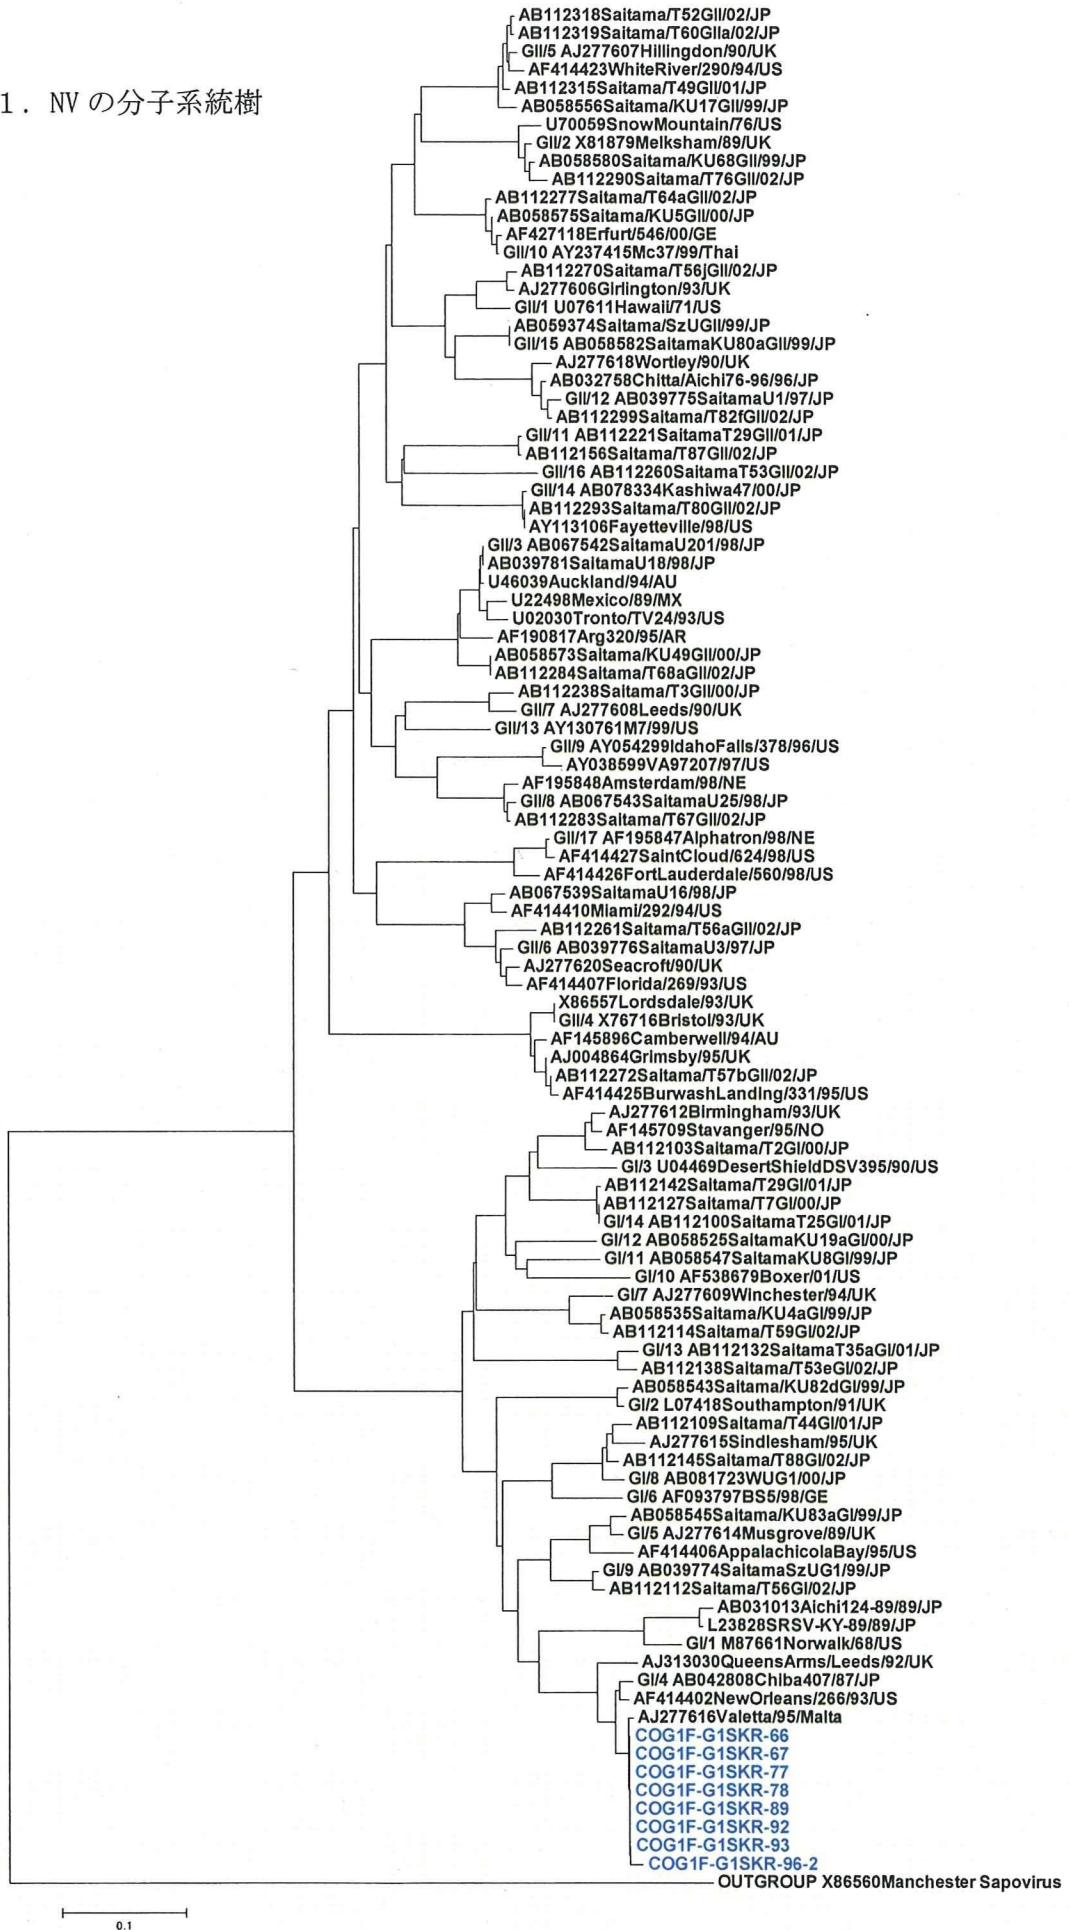 AB112318Saitama/T52GII/02/JP
AB112319Saitama/T60GIIa/02/JP
GII/5 AJ277607Hillingdon/90/UK
AF414423WhiteRiver/290/94/US
AB112315Saitama/T49GII/01/JP
1. NV の分子系統樹
AB058556Saitama/KU17GII/99/JP
U70059SnowMountain/76/US
GII/2 X81879Melksham/89/UK
AB058580Saitama/KU68GII/99/JP
AB112290Saitama/T76GII/02/JP
AB112277Saitama/T64aGII/02/JP
AB058575Saitama/KU5GII/00/JP
AF427118Erfurt/546/00/GE
GII/10 AY237415Mc37/99/Thai
AB112270Saitama/T56jGII/02/JP
AJ277606Girlington/93/UK
GII/1 U07611Hawaii/71/US
AB059374Saitama/SzUGII/99/JP
GII/15 AB058582SaitamaKU80aGII/99/JP
AJ277618Wortley/90/UK
AB032758Chitta/Aichi76-96/96/JP
GII/12 AB039775SaitamaU1/97/JP
AB112299Saitama/T82fGII/02/JP
GII/11 AB112221SaitamaT29GII/01/JP
AB112156Saitama/T87GII/02/JP
GII/16 AB112260SaitamaT53GII/02/JP
GII/14 AB078334Kashiwa47/00/JP
AB112293Saitama/T80GII/02/JP
AY113106Fayetteville/98/US
GII/3 AB067542SaitamaU201/98/JP
AB039781SaitamaU18/98/JP
U46039Auckland/94/AU
U22498Mexico/89/MX
U02030Tronto/TV24/93/US
AF190817Arg320/95/AR
AB058573Saitama/KU49GII/00/JP
AB112284Saitama/T68aGII/02/JP
AB112238Saitama/T3GII/00/JP
GII/7 AJ277608Leeds/90/UK
GII/13 AY130761M7/99/US
GII/9 AY054299IdahoFalls/378/96/US
AY038599VA97207/97/US
AF195848Amsterdam/98/NE
GII/8 AB067543SaitamaU25/98/JP
AB112283Saitama/T67GII/02/JP
GII/17 AF195847Alphatron/98/NE
AF414427SaintCloud/624/98/US
AF414426FortLauderdale/560/98/US
AB067539SaitamaU16/98/JP
AF414410Miami/292/94/US
AB112261Saitama/T56aGII/02/JP
GII/6 AB039776SaitamaU3/97/JP
AJ277620Seacroft/90/UK
AF414407Florida/269/93/US
X86557Lordsdale/93/UK
GII/4 X76716Bristol/93/UK
AF145896Camberwell/94/AU
AJ004864Grimsby/95/UK
AB112272Saitama/T57bGII/02/JP
AF414425BurwashLanding/331/95/US
AJ277612Birmingham/93/UK
AF145709Stavanger/95/NO
AB112103Saitama/T2GI/00/JP
GI/3 U04469DesertShieldDSV395/90/US
AB112142Saitama/T29GI/01/JP
AB112127Saitama/T7GI/00/JP
GI/14 AB112100SaitamaT25GI/01/JP
GI/12 AB058525SaitamaKU19aGI/00/JP
GI/11 AB058547SaitamaKU8GI/99/JP
GI/10 AF538679Boxer/01/US
GI/7 AJ277609Winchester/94/UK
AB058535Saitama/KU4aGI/99/JP
AB112114Saitama/T59GI/02/JP
GI/13 AB112132SaitamaT35aGI/01/JP
AB112138Saitama/T53eGI/02/JP
AB058543Saitama/KU82dGI/99/JP
GI/2 L07418Southampton/91/UK
AB112109Saitama/T44GI/01/JP
AJ277615Sindlesham/95/UK
AB112145Saitama/T88GI/02/JP
GI/8 AB081723WUG1/00/JP
GI/6 AF093797BS5/98/GE
AB058545Saitama/KU83aGI/99/JP
GI/5 AJ277614Musgrove/89/UK
AF414406AppalachicolaBay/95/US
GI/9 AB039774SaitamaSzUG1/99/JP
AB112112Saitama/T56GI/02/JP
AB031013Aichi124-89/89/JP
L23828SRSV-KY-89/89/JP
GI/1 M87661Norwalk/68/US
AJ313030QueensArms/Leeds/92/UK
GI/4 AB042808Chiba407/87/JP
AF414402NewOrleans/266/93/US
AJ277616Valetta/95/Malta
COG1F-G1SKR-66
COG1F-G1SKR-67
COG1F-G1SKR-77
COG1F-G1SKR-78
COG1F-G1SKR-89
COG1F-G1SKR-92
COG1F-G1SKR-93
COG1F-G1SKR-96-2
OUTGROUP X86560Manchester Sapovirus
0.1